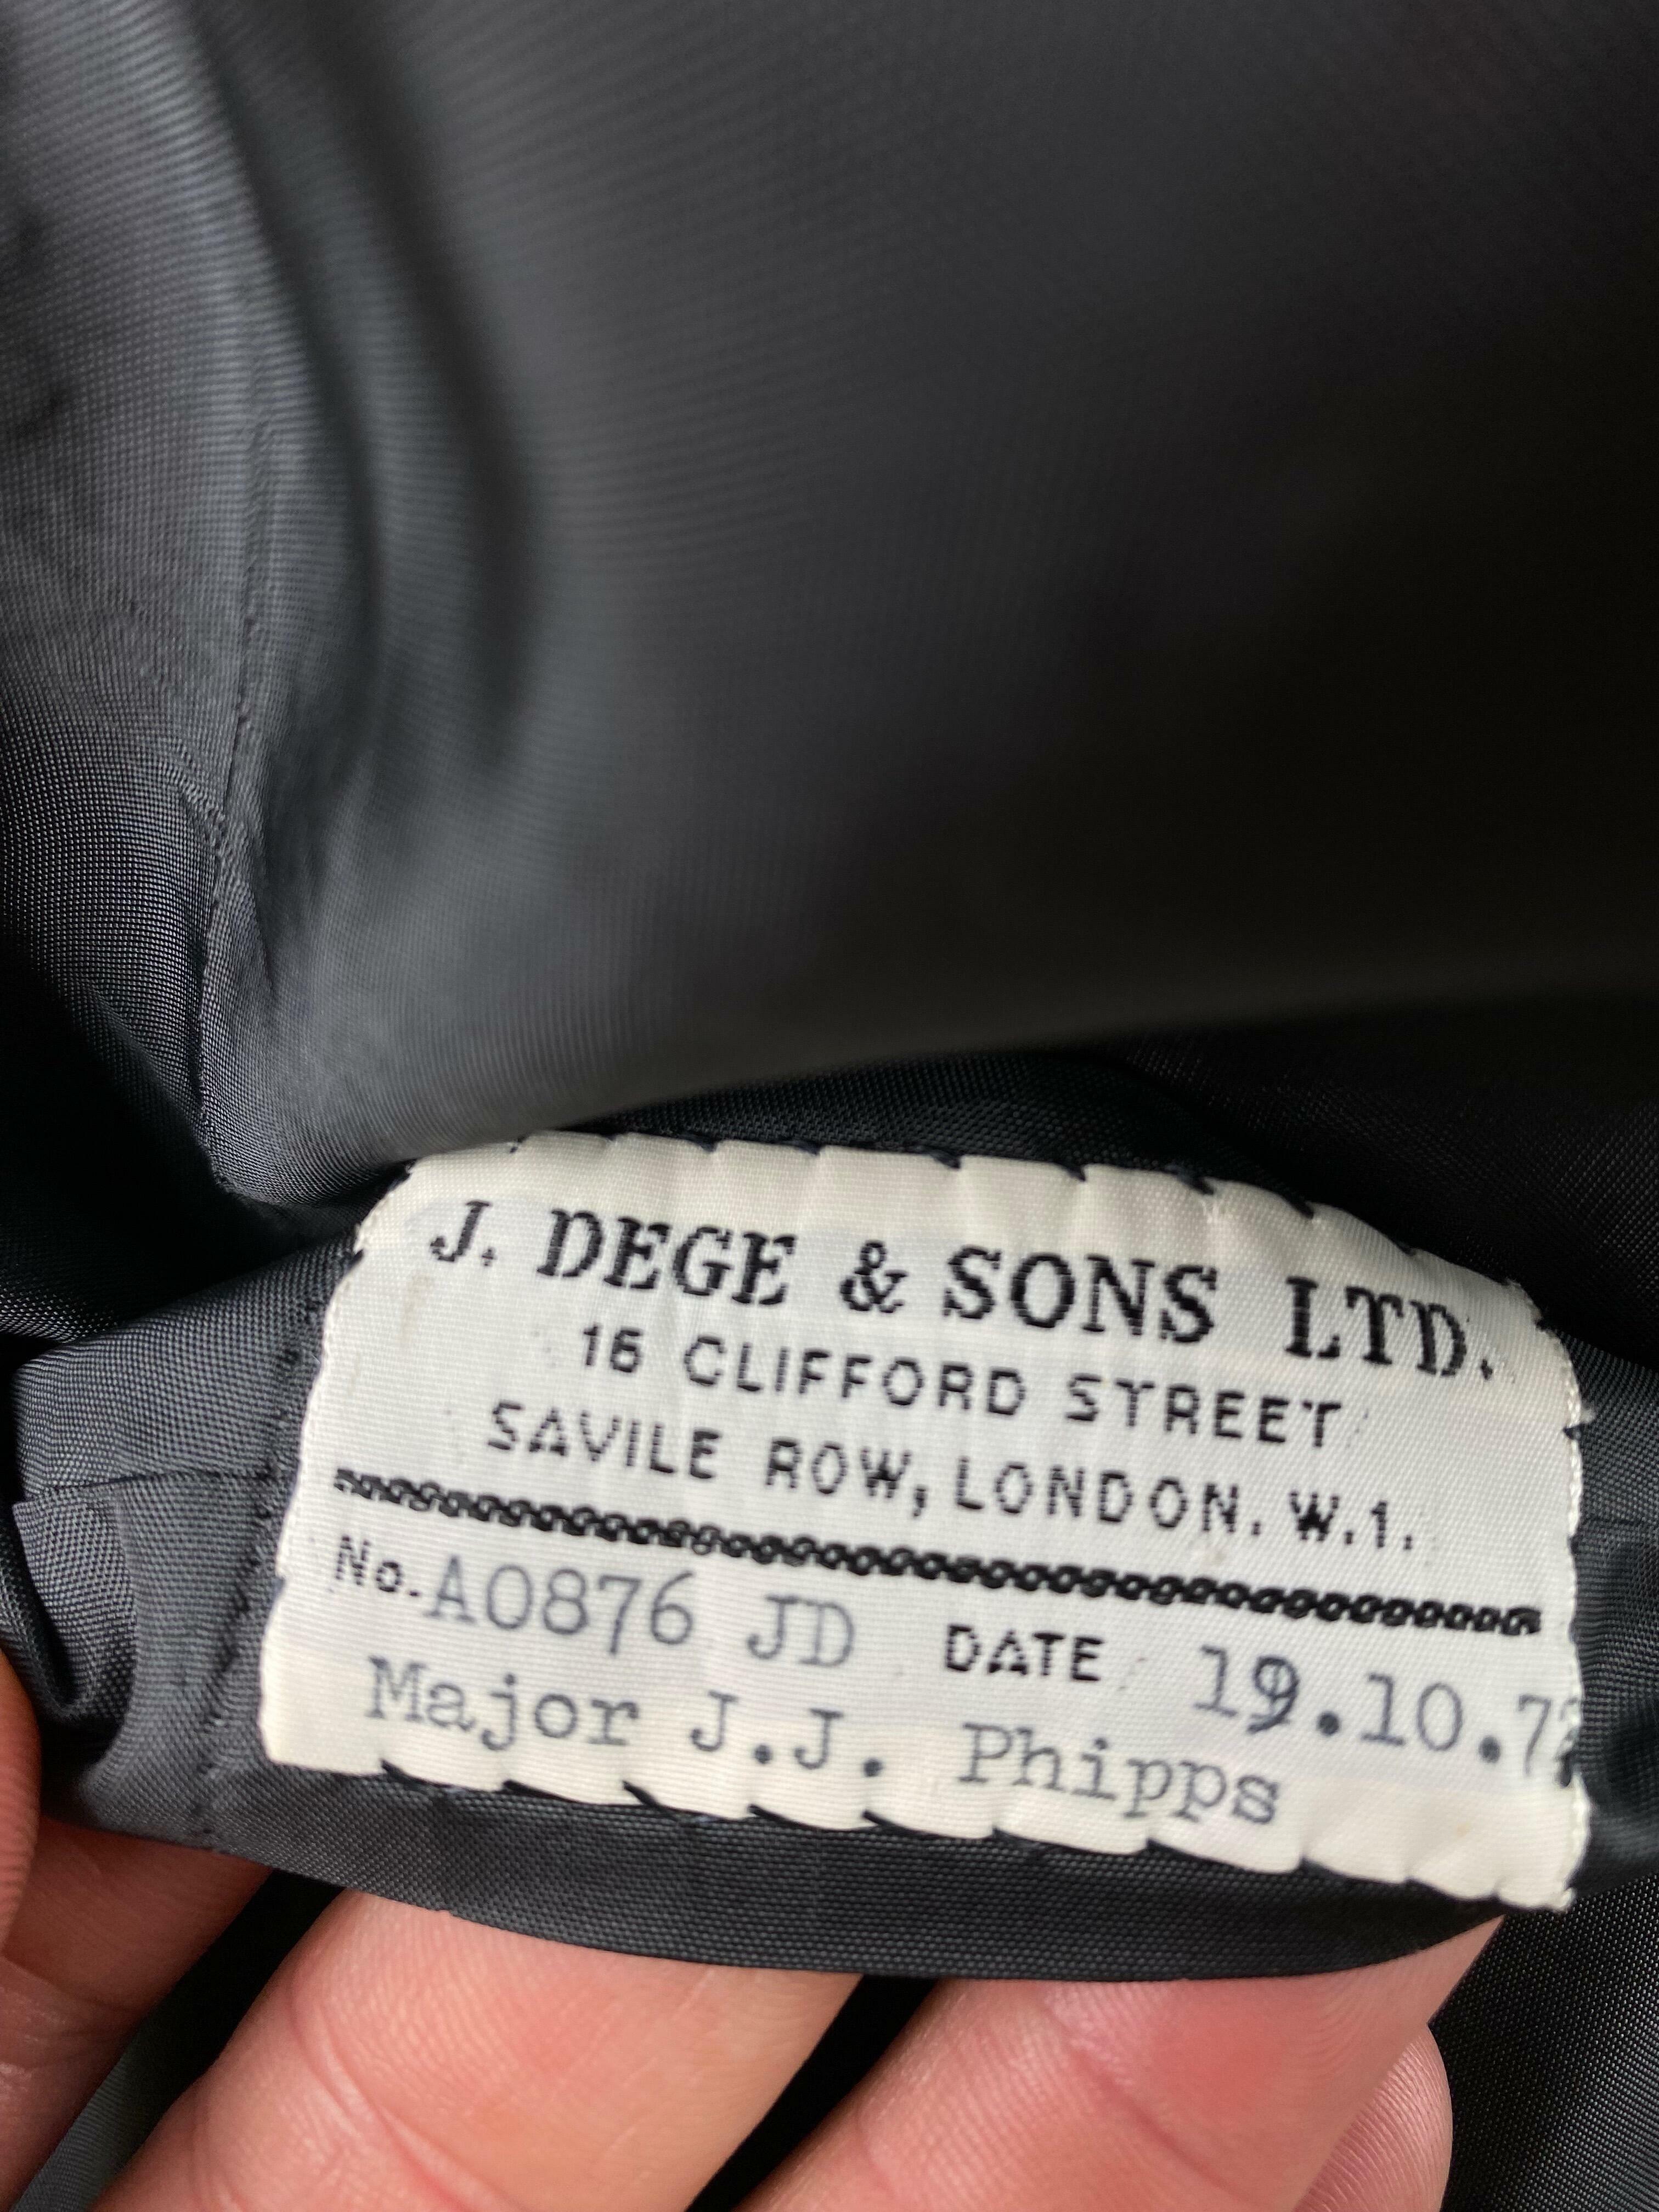 J. DEGE & SONS LTD.
16 CLIFFORD STREET
SAVILE ROW, LONDON. W.1.
No. A0876 JD DATE 19.10.7
Major J.J. Phipps